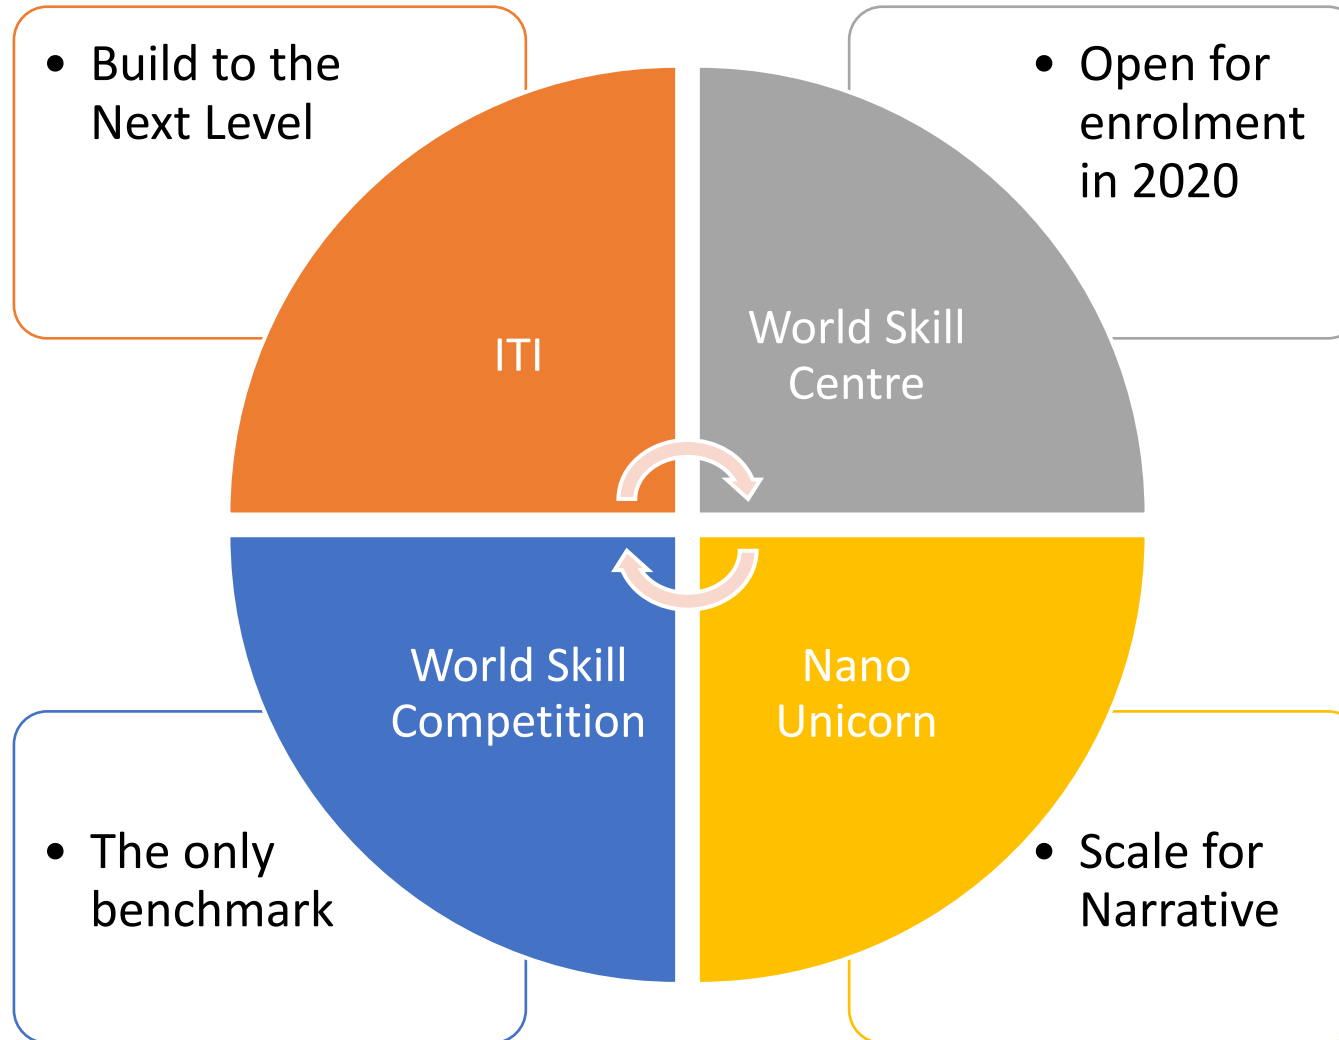 • Build to the
Next Level
• Open for
enrolment
in 2020
ITI
World Skill
Centre
World Skill
Competition
Nano
Unicorn
• The only
benchmark
• Scale for
Narrative